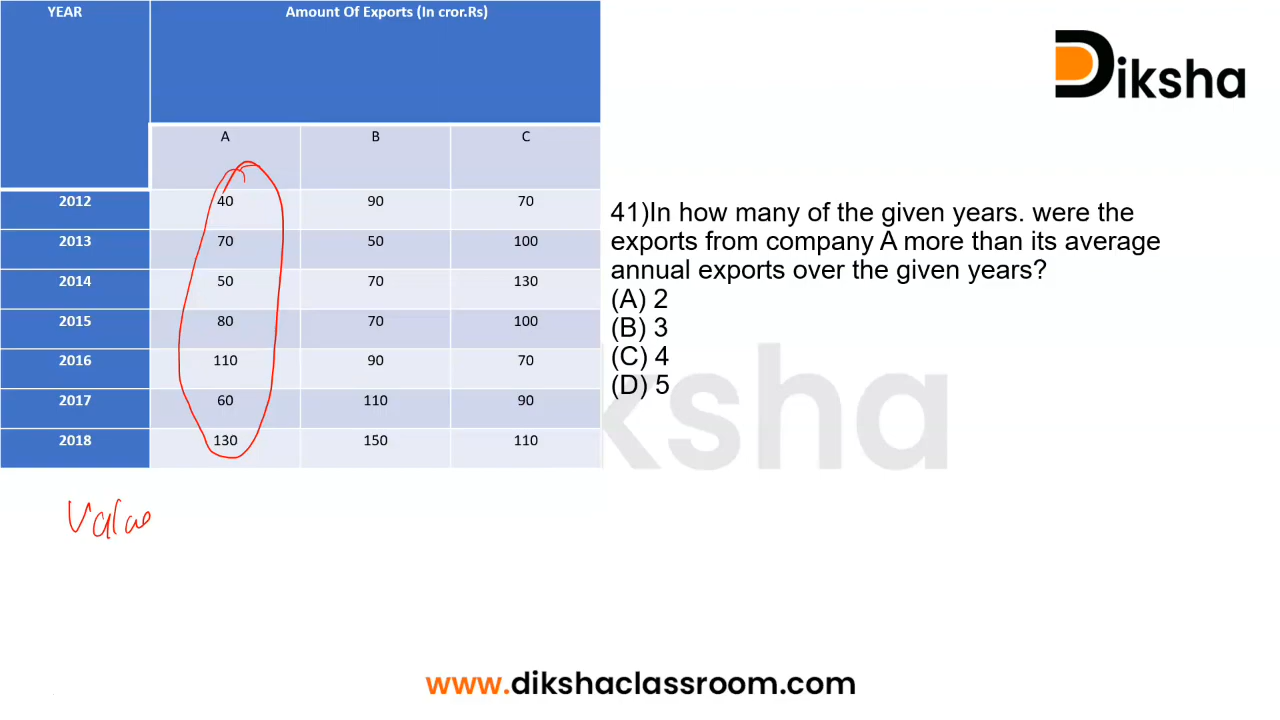 YEAR Amount Of Exports (In cror.Rs)
A B C
2012 40 90 70
2013 70 50 100
2014 50 70 130
2015 80 70 100
2016 110 90 70
2017 60 110 90
2018 130 150 110
Value
Diksha
41)In how many of the given years. were the
exports from company A more than its average
annual exports over the given years?
(A) 2
(B) 3
(C) 4
(D) 5
ksha
www.dikshaclassroom.com